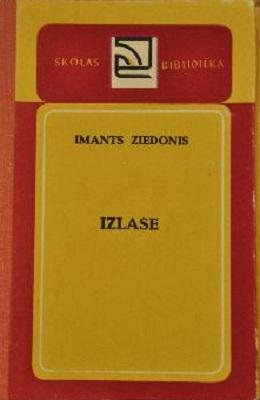 SKOLAS BIBLIOTĒKA
IMANTS ZIEDONIS
IZLASE